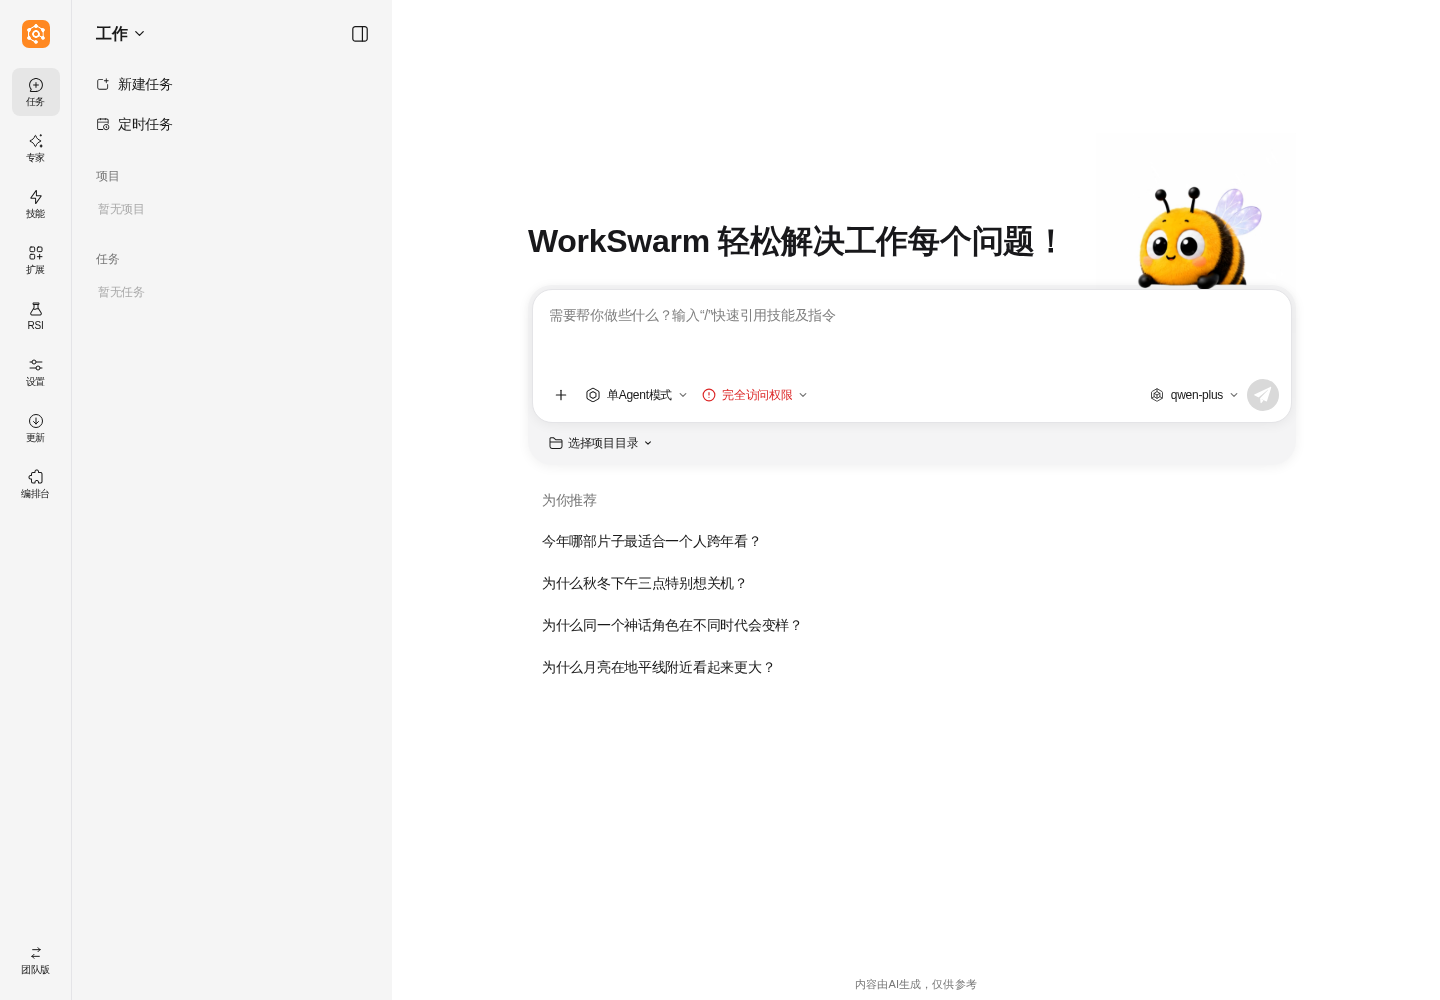 工作
新建任务
定时任务
项目
暂无项目
任务
暂无任务
任务
专家
技能
扩展
RSI
设置
更新
编排台
团队版
WorkSwarm 轻松解决工作每个问题！
需要帮你做些什么？输入“/”快速引用技能及指令
单Agent模式
完全访问权限
qwen-plus
选择项目目录
为你推荐
今年哪部片子最适合一个人跨年看？
为什么秋冬下午三点特别想关机？
为什么同一个神话角色在不同时代会变样？
为什么月亮在地平线附近看起来更大？
内容由AI生成，仅供参考